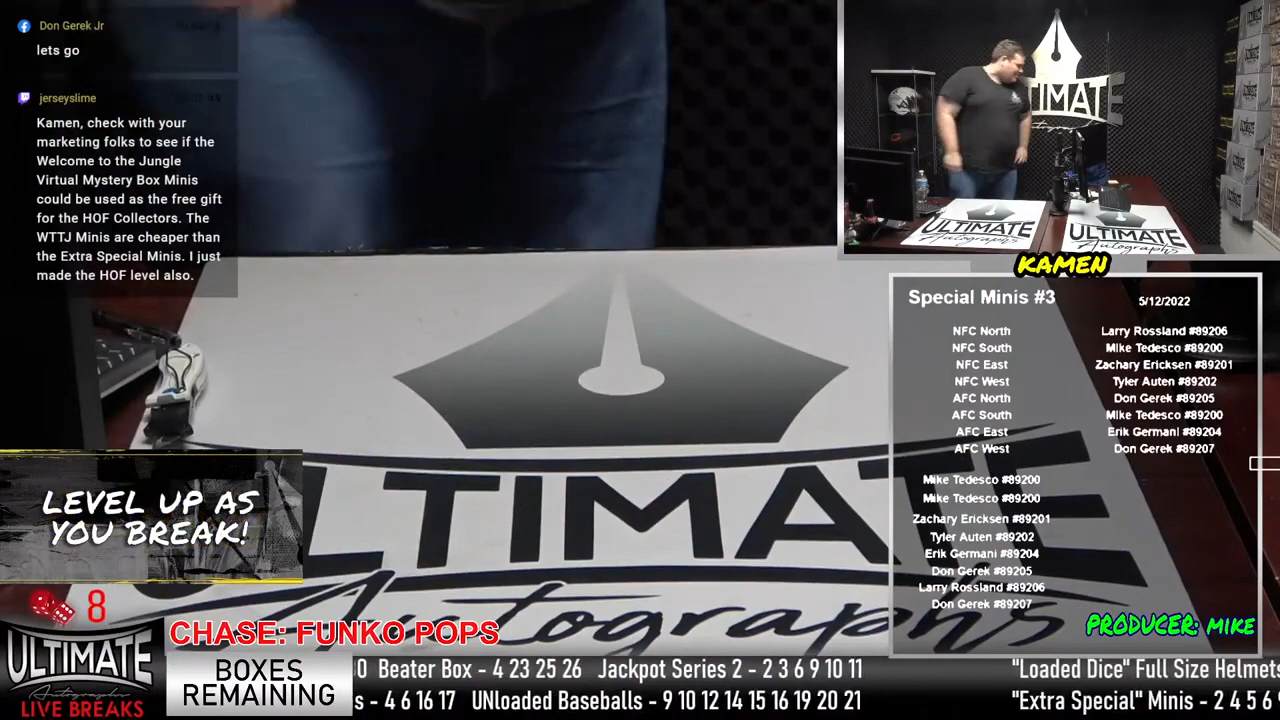 Don Gerek Jr
lets go
jerseyslime
Kamen, check with your
marketing folks to see if the
Welcome to the Jungle
Virtual Mystery Box Minis
could be used as the free gift
for the HOF Collectors. The
WTTJ Minis are cheaper than
the Extra Special Minis. I just
made the HOF level also.
ULTIMATE
ULTIMATE
Autographs
ULTIMATE
Autographs
KAMEN
Special Minis #3 5/12/2022
NFC North Larry Rossland #89206
NFC South Mike Tedesco #89200
NFC East Zachary Ericksen #89201
NFC West Tyler Auten #89202
AFC North Don Gerek #89205
AFC South Mike Tedesco #89200
AFC East Erik Germani #89204
AFC West Don Gerek #89207
Mike Tedesco #89200
Mike Tedesco #89200
Zachary Ericksen #89201
Tyler Auten #89202
Erik Germani #89204
Don Gerek #89205
Larry Rossland #89206
Don Gerek #89207
PRODUCER: MIKE
ULTIMATE
Autographs
LEVEL UP AS
YOU BREAK!
8
CHASE: FUNKO POPS
ULTIMATE
Autographs
LIVE BREAKS
BOXES
REMAINING
0 Beater Box - 4 23 25 26 Jackpot Series 2 - 2 3 6 9 10 11 "Loaded Dice" Full Size Helmets
s - 4 6 16 17 UNloaded Baseballs - 9 10 12 14 15 16 19 20 21 "Extra Special" Minis - 2 4 5 6